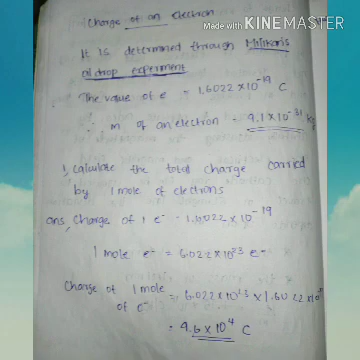 Made With KINEMASTER
Charge of an electron
It is determined through Millikan's
oil drop experiment
The value of e = 1.6022 × 10^-19 C
∴ m of an electron = 9.1 × 10^-31 kg
1, Calculate the total charge carried
by 1 mole of electrons
ans, Charge of 1 e⁻ = 1.6022 × 10^-19
1 mole e⁻ = 6.022 × 10^23 e⁻
Charge of 1 mole of e⁻ = 6.022 × 10^23 × 1.6022 × 10
= 9.6 × 10^4 C